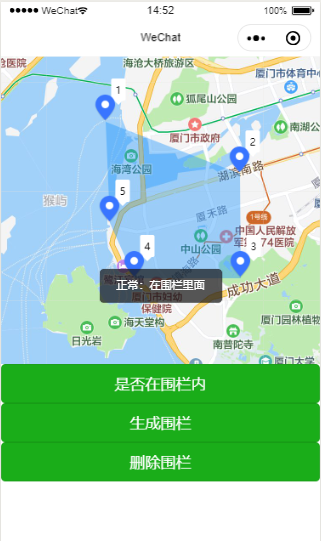 WeChat
14:52
100%
WeChat
沧医院
海沧大桥旅游区
厦门市体育中心
1
狐尾山公园
南湖公
厦门市政府
2
海湾公园
湖滨南路
5
猴屿
厦禾路
1号线
中国人民解放
军 74医院
中山公园
4
3
正常：在围栏里面
成功大道
厦门市妇幼
保健院
厦门园林植物
海天堂构
日光岩
南普陀寺
厦门大学
是否在围栏内
生成围栏
删除围栏